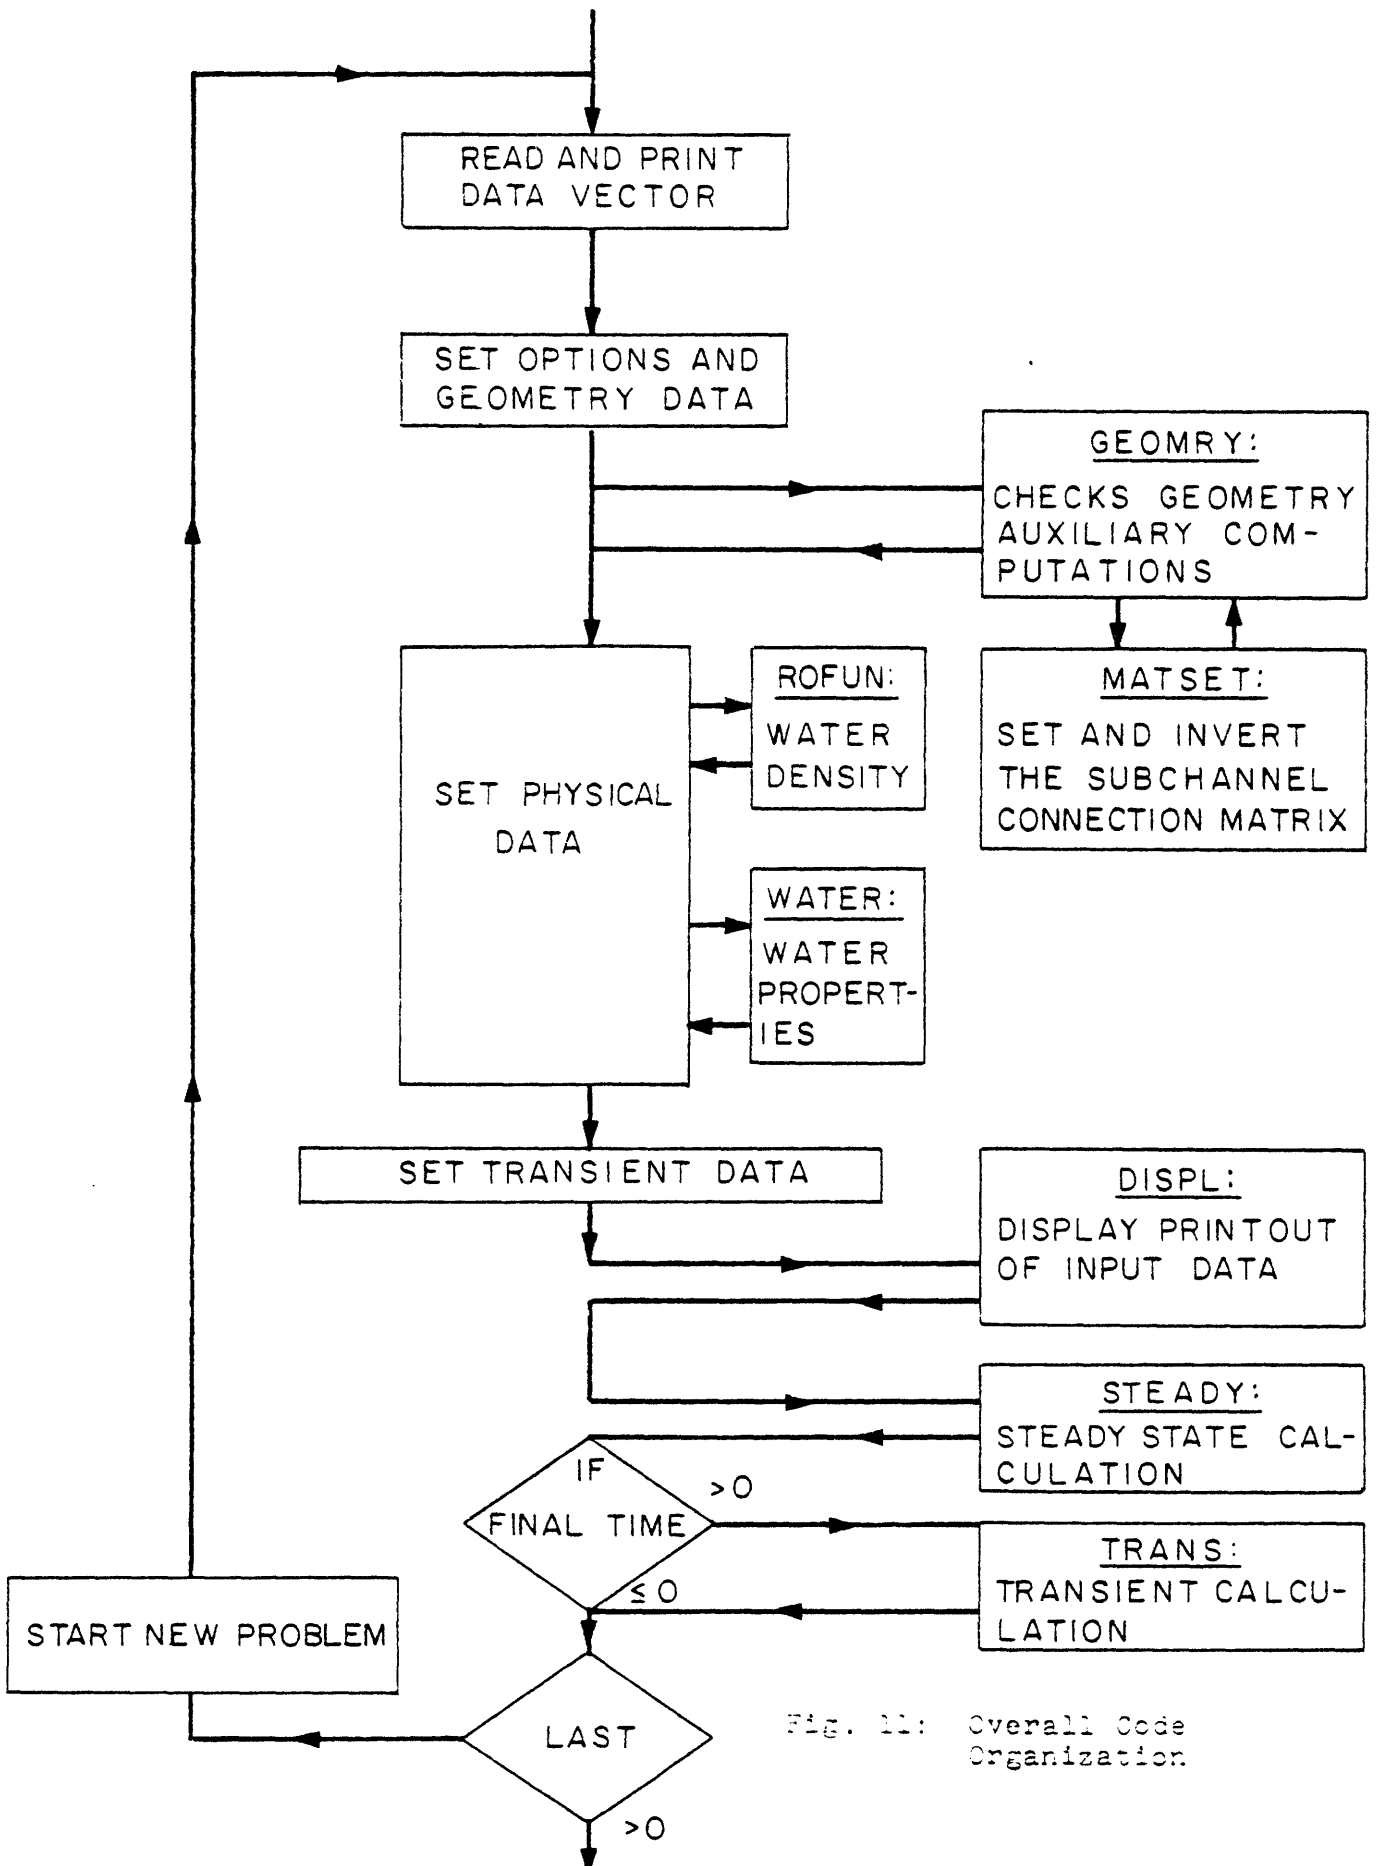 READ AND PRINT
DATA VECTOR
SET OPTIONS AND
GEOMETRY DATA
GEOMRY:
CHECKS GEOMETRY
AUXILIARY COM-
PUTATIONS
MATSET:
SET AND INVERT
THE SUBCHANNEL
CONNECTION MATRIX
SET PHYSICAL
DATA
ROFUN:
WATER
DENSITY
WATER:
WATER
PROPERT-
IES
SET TRANSIENT DATA
DISPL:
DISPLAY PRINTOUT
OF INPUT DATA
STEADY:
STEADY STATE CAL-
CULATION
IF
FINAL TIME
>0
≤ 0
TRANS:
TRANSIENT CALCU-
LATION
START NEW PROBLEM
LAST
>0
Fig. 11: Overall Code
Organization